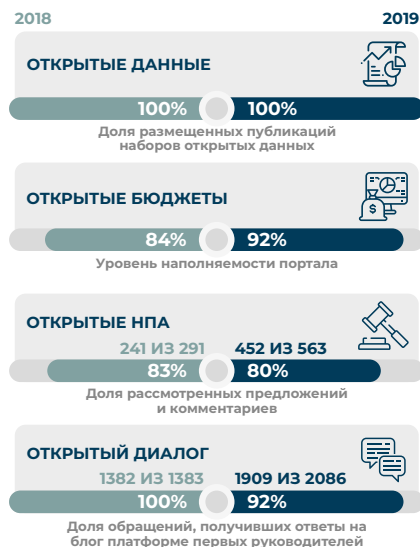 2018 2019
ОТКРЫТЫЕ ДАННЫЕ
100% 100%
Доля размещенных публикаций
наборов открытых данных
ОТКРЫТЫЕ БЮДЖЕТЫ
$
84% 92%
Уровень наполняемости портала
ОТКРЫТЫЕ НПА
241 ИЗ 291 452 ИЗ 563
83% 80%
Доля рассмотренных предложений
и комментариев
ОТКРЫТЫЙ ДИАЛОГ
1382 ИЗ 1383 1909 ИЗ 2086
100% 92%
Доля обращений, получивших ответы на
блог платформе первых руководителей